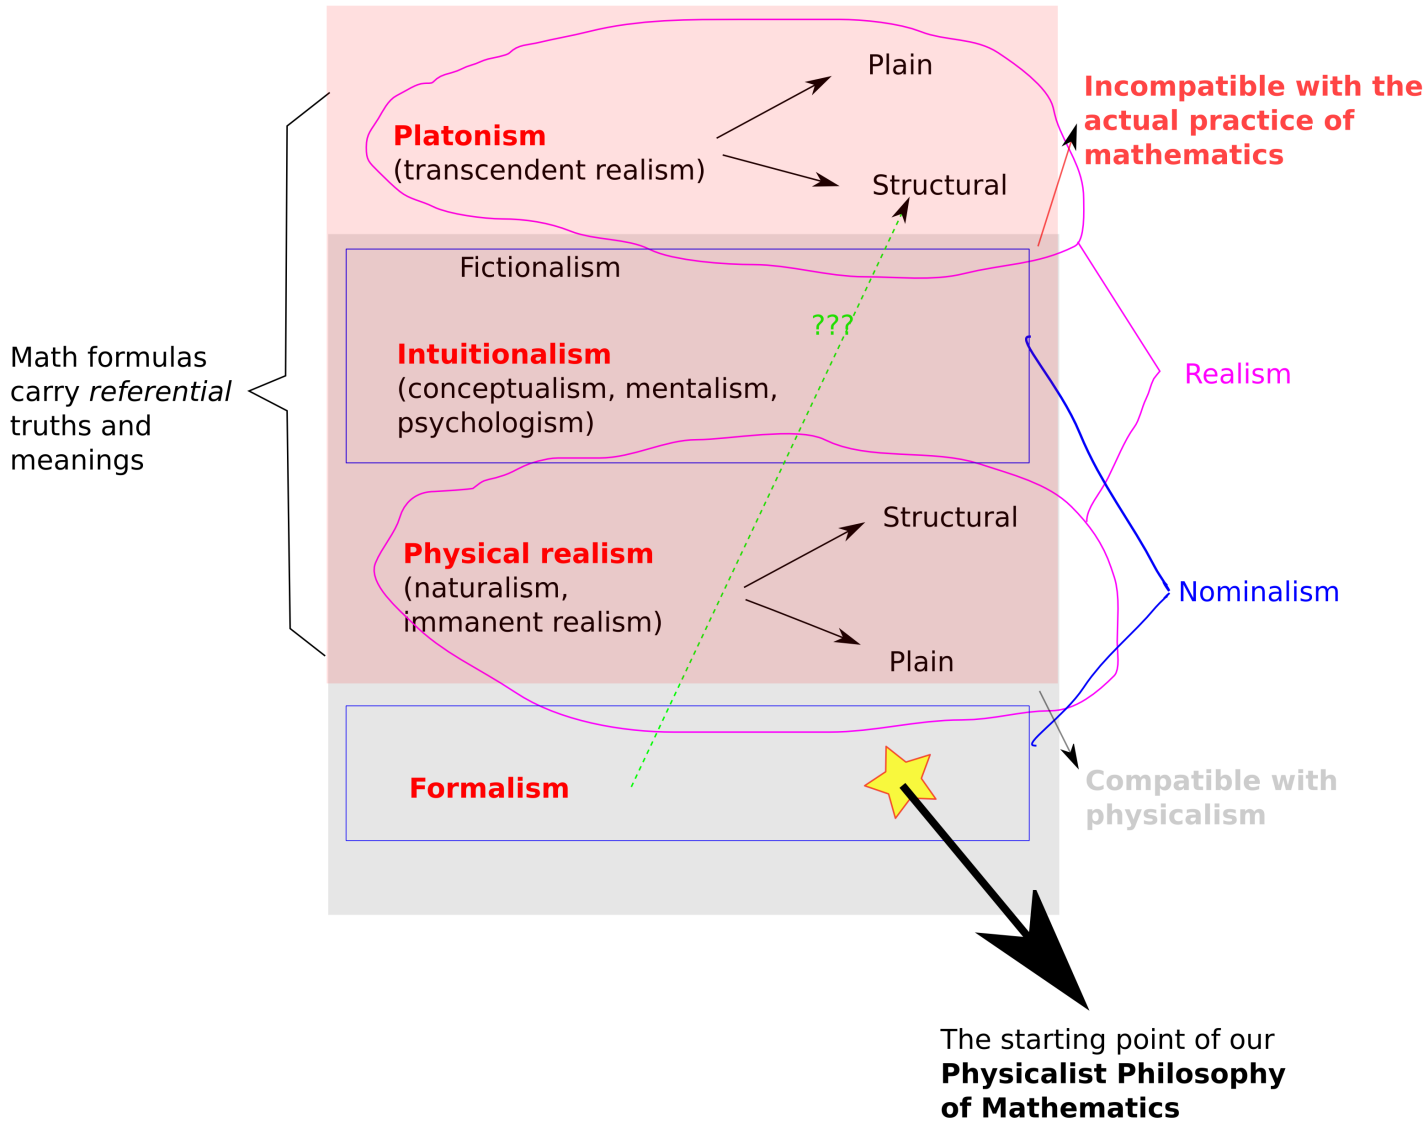 Plain
Incompatible with the
actual practice of
mathematics
Platonism
(transcendent realism)
Structural
Fictionalism
???
Intuitionalism
(conceptualism, mentalism,
psychologism)
Math formulas
carry referential
truths and
meanings
Realism
Structural
Physical realism
(naturalism,
immanent realism)
Nominalism
Plain
Formalism
Compatible with
physicalism
The starting point of our
Physicalist Philosophy
of Mathematics